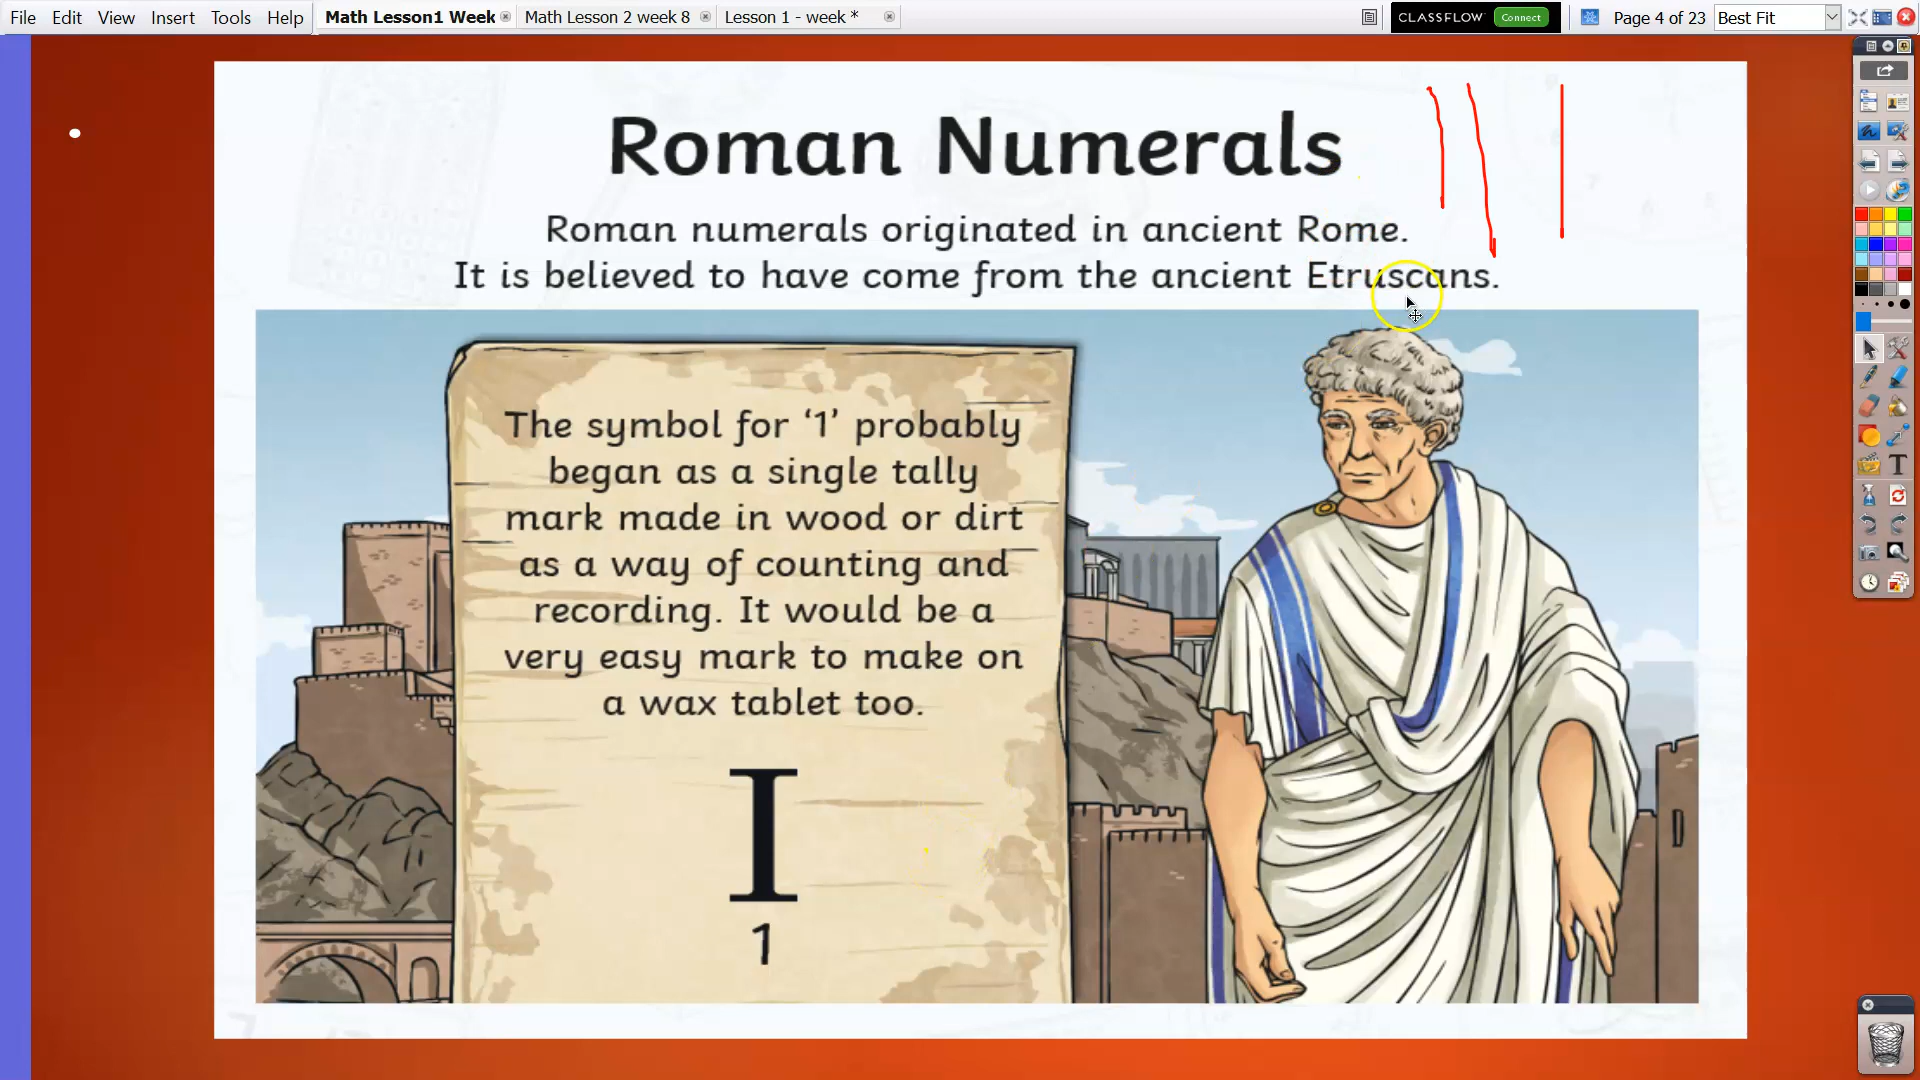 File Edit View Insert Tools Help Math Lesson1 Week Math Lesson 2 week 8 Lesson 1 - week * CLASSFLOW Connect Page 4 of 23 Best Fit
Roman Numerals
Roman numerals originated in ancient Rome.
It is believed to have come from the ancient Etruscans.
The symbol for ‘1’ probably
began as a single tally
mark made in wood or dirt
as a way of counting and
recording. It would be a
very easy mark to make on
a wax tablet too.
I
1